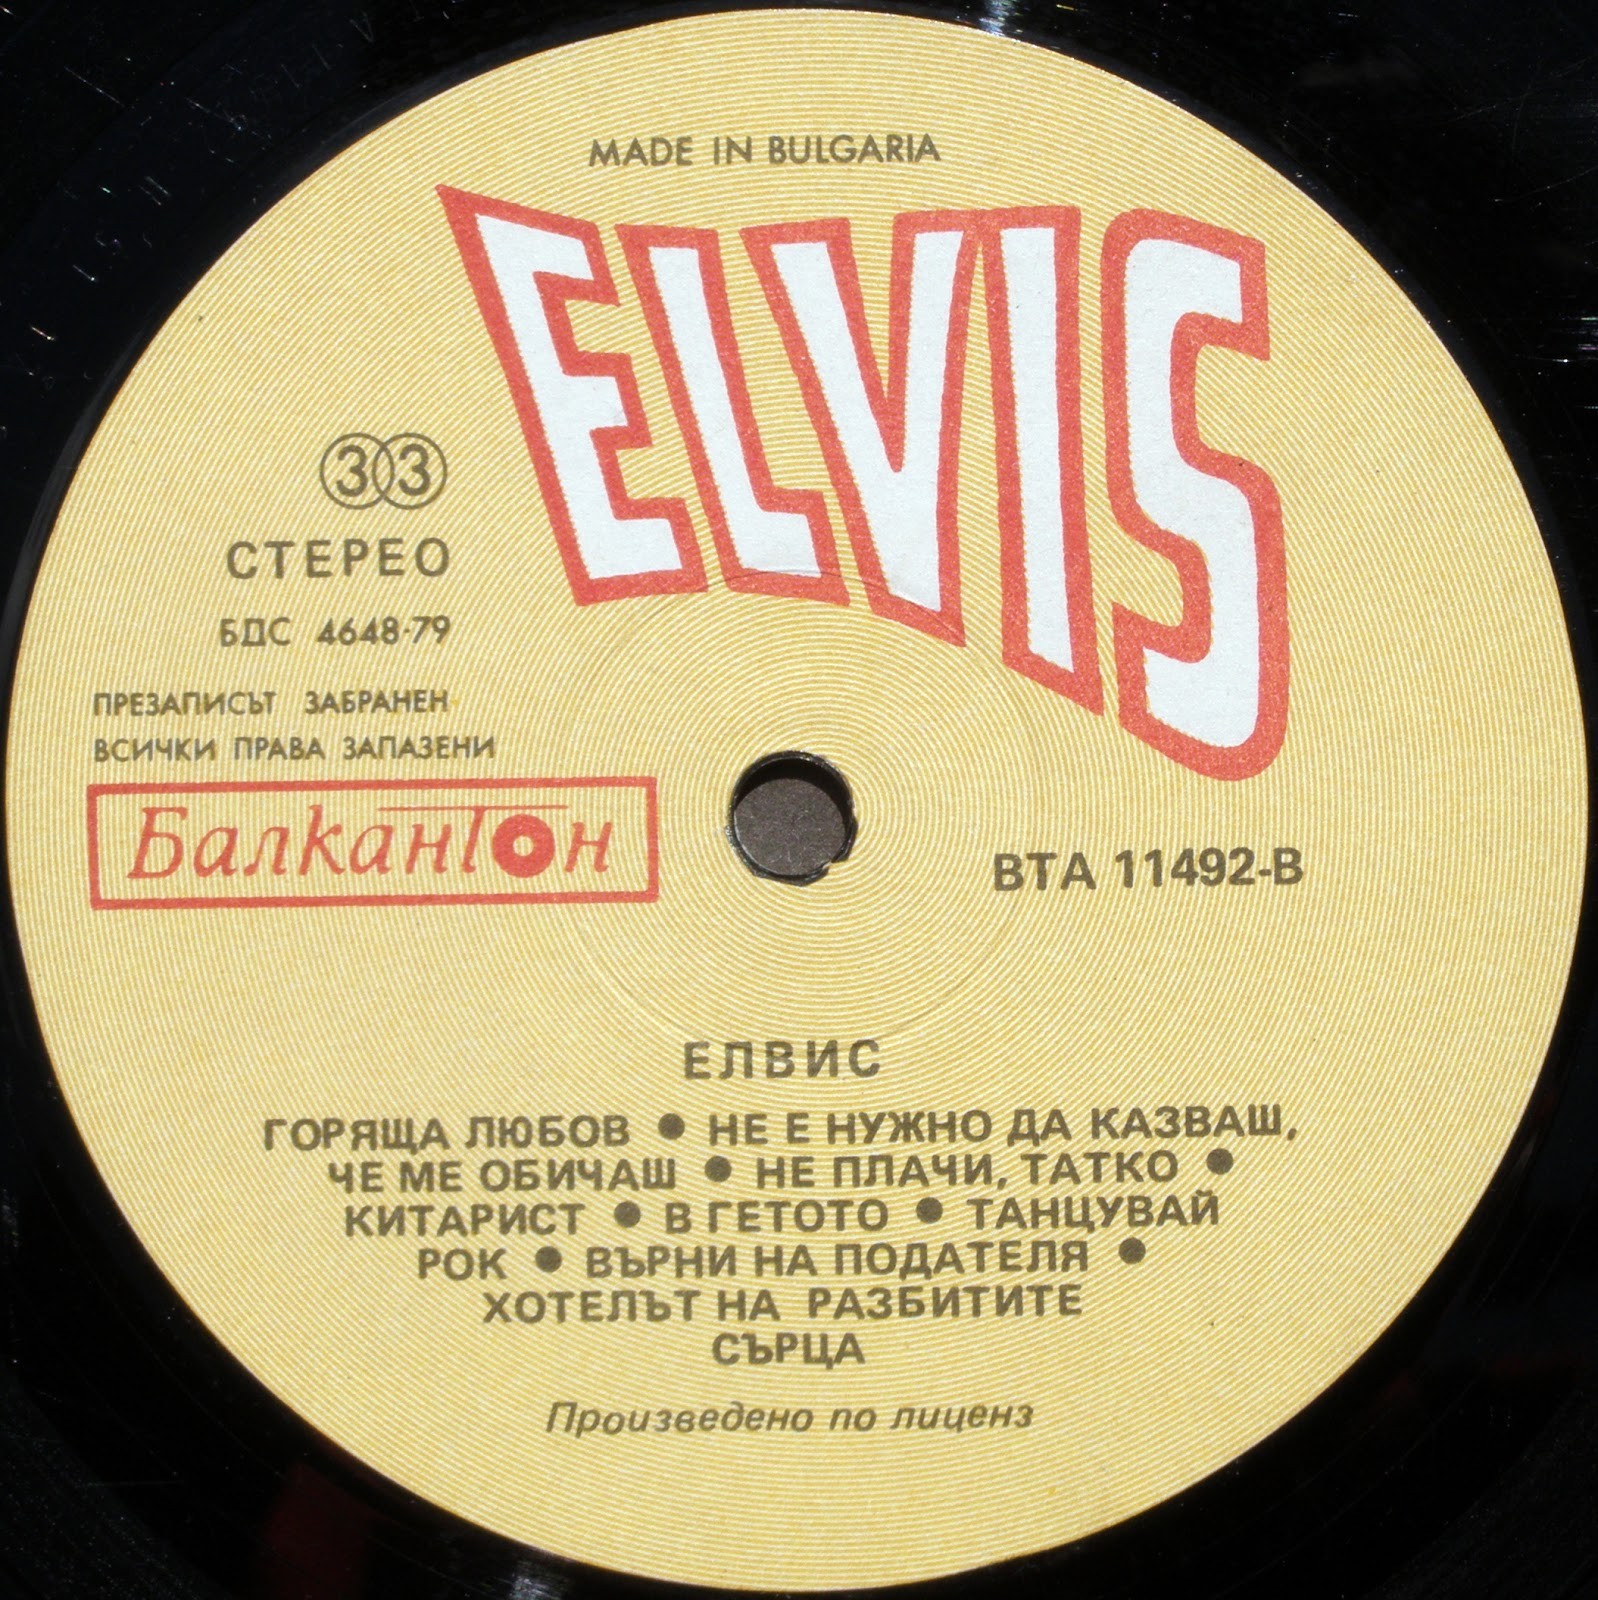 MADE IN BULGARIA
ELVIS
33
СТЕРЕО
БДС 4648-79
ПРЕЗАПИСЪТ ЗАБРАНЕН
ВСИЧКИ ПРАВА ЗАПАЗЕНИ
Балкантон
ВТА 11492-В
ЕЛВИС
ГОРЯЩА ЛЮБОВ ● НЕ Е НУЖНО ДА КАЗВАШ,
ЧЕ МЕ ОБИЧАШ ● НЕ ПЛАЧИ, ТАТКО ●
КИТАРИСТ ● В ГЕТОТО ● ТАНЦУВАЙ
РОК ● ВЪРНИ НА ПОДАТЕЛЯ ●
ХОТЕЛЪТ НА РАЗБИТИТЕ
СЪРЦА
Произведено по лиценз